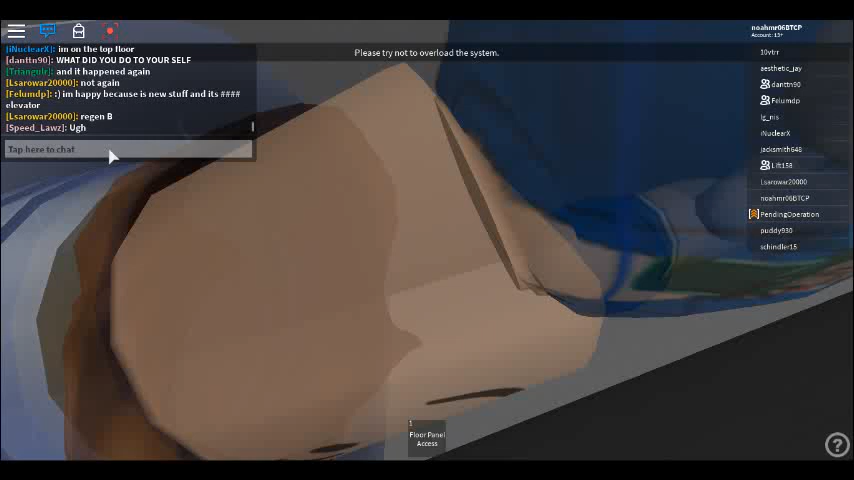 noahmr06BTCP
Account: 13+
[iNuclearX]: im on the top floor
[danttn90]: WHAT DID YOU DO TO YOUR SELF
[Triangulr]: and it happened again
[Lsarowar20000]: not again
[Felumdp]: :) im happy because is new stuff and its ####
elevator
[Lsarowar20000]: regen B
[Speed_Lawz]: Ugh
Tap here to chat
Please try not to overload the system.
10vtrr
aesthetic_jay
danttn90
Felumdp
lg_nis
iNuclearX
jacksmith648
Lift158
Lsarowar20000
noahmr06BTCP
PendingOperation
puddy930
schindler15
1
Floor Panel
Access
?